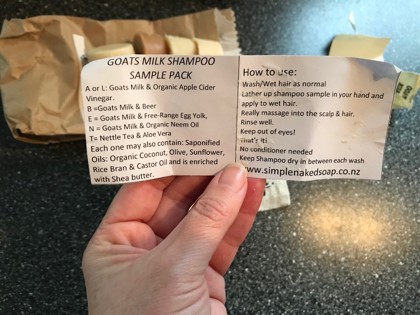 GOATS MILK SHAMPOO
SAMPLE PACK
A or L: Goats Milk & Organic Apple Cider
Vinegar.
B =Goats Milk & Beer
E = Goats Milk & Free-Range Egg Yolk,
N = Goats Milk & Organic Neem Oil
T= Nettle Tea & Aloe Vera
Each one may also contain: Saponified
Oils: Organic Coconut, Olive, Sunflower,
Rice Bran & Castor Oil and is enriched
with Shea butter.
How to use:
Wash/Wet hair as normal
Lather up shampoo sample in your hand and
apply to wet hair.
Really massage into the scalp & hair.
Rinse well.
Keep out of eyes!
That's it!
No conditioner needed
Keep Shampoo dry in between each wash.
www.simplenakedsoap.co.nz